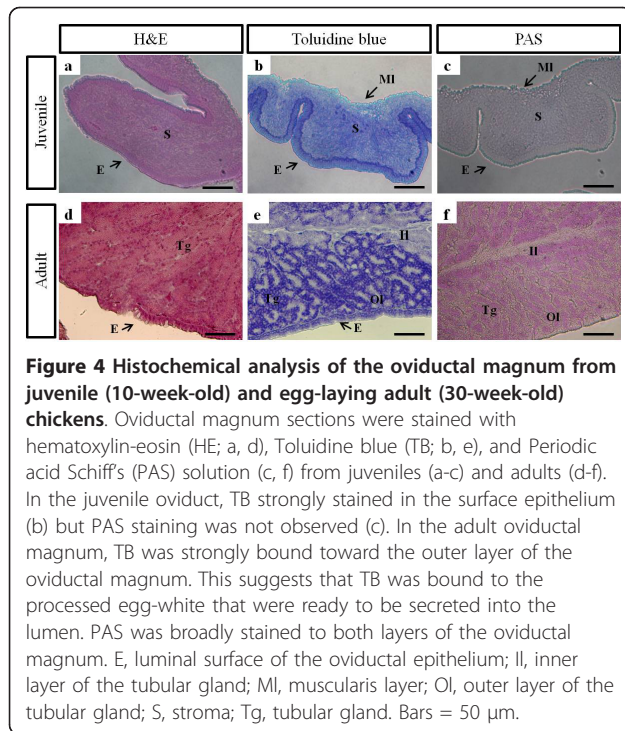 H&E Toluidine blue PAS
Juvenile
a S E
b Ml S E
c Ml S E
Adult
d Tg E
e Il Tg Ol E
f Il Tg Ol
Figure 4 Histochemical analysis of the oviductal magnum from
juvenile (10-week-old) and egg-laying adult (30-week-old)
chickens. Oviductal magnum sections were stained with
hematoxylin-eosin (HE; a, d), Toluidine blue (TB; b, e), and Periodic
acid Schiff's (PAS) solution (c, f) from juveniles (a-c) and adults (d-f).
In the juvenile oviduct, TB strongly stained in the surface epithelium
(b) but PAS staining was not observed (c). In the adult oviductal
magnum, TB was strongly bound toward the outer layer of the
oviductal magnum. This suggests that TB was bound to the
processed egg-white that were ready to be secreted into the
lumen. PAS was broadly stained to both layers of the oviductal
magnum. E, luminal surface of the oviductal epithelium; Il, inner
layer of the tubular gland; Ml, muscularis layer; Ol, outer layer of the
tubular gland; S, stroma; Tg, tubular gland. Bars = 50 μm.